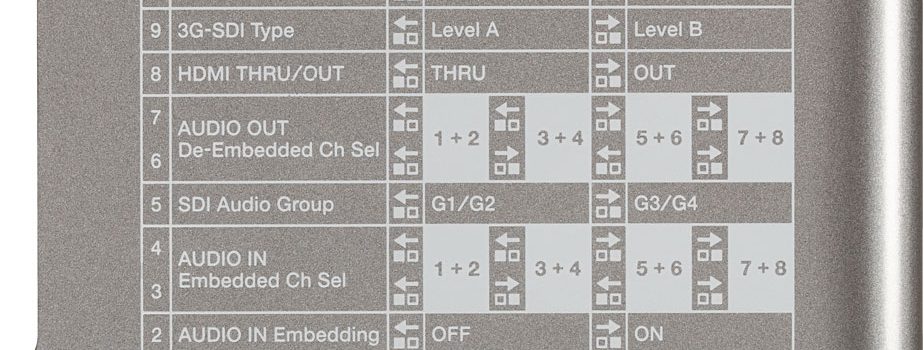 9 3G-SDI Type Level A Level B
8 HDMI THRU/OUT THRU OUT
7
6 AUDIO OUT
De-Embedded Ch Sel 1+2 3+4 5+6 7+8
5 SDI Audio Group G1/G2 G3/G4
4
3 AUDIO IN
Embedded Ch Sel 1+2 3+4 5+6 7+8
2 AUDIO IN Embedding OFF ON